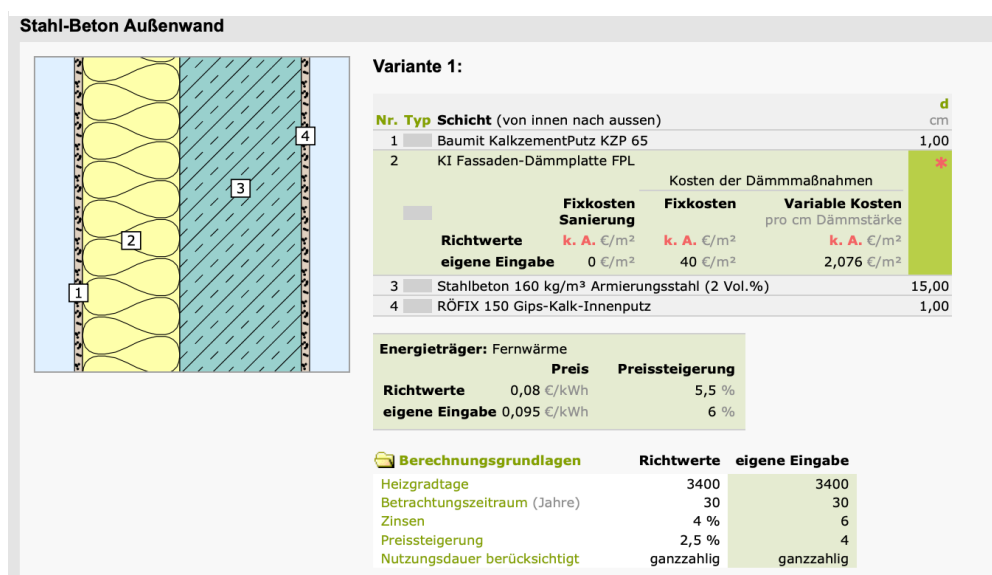 Stahl-Beton Außenwand
Variante 1:
d
Nr. Typ Schicht (von innen nach aussen) cm
1 Baumit KalkzementPutz KZP 65 1,00
2 KI Fassaden-Dämmplatte FPL *
Kosten der Dämmmaßnahmen
Fixkosten Fixkosten Variable Kosten
Sanierung pro cm Dämmstärke
Richtwerte k. A. €/m² k. A. €/m² k. A. €/m²
eigene Eingabe 0 €/m² 40 €/m² 2,076 €/m²
3 Stahlbeton 160 kg/m³ Armierungsstahl (2 Vol.%) 15,00
4 RÖFIX 150 Gips-Kalk-Innenputz 1,00
4
3
2
1
Energieträger: Fernwärme
Preis Preissteigerung
Richtwerte 0,08 €/kWh 5,5 %
eigene Eingabe 0,095 €/kWh 6 %
Berechnungsgrundlagen Richtwerte eigene Eingabe
Heizgradtage 3400 3400
Betrachtungszeitraum (Jahre) 30 30
Zinsen 4 % 6
Preissteigerung 2,5 % 4
Nutzungsdauer berücksichtigt ganzzahlig ganzzahlig